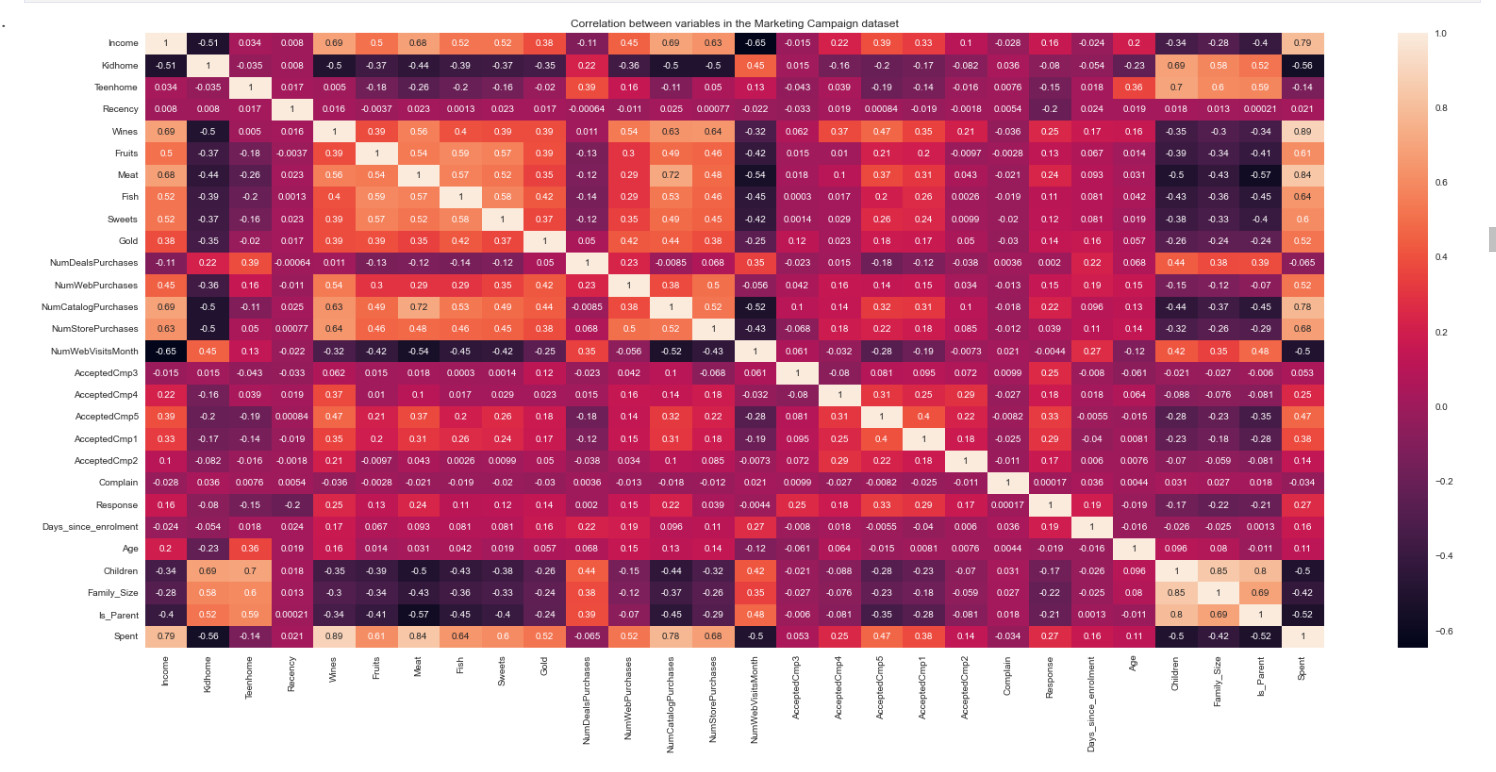 Correlation between variables in the Marketing Campaign dataset
Income 1 -0.51 0.034 0.008 0.69 0.5 0.68 0.52 0.52 0.38 -0.11 0.45 0.69 0.63 -0.65 -0.015 0.22 0.39 0.33 0.1 -0.028 0.16 -0.024 0.2 -0.34 -0.28 -0.4 0.79
Kidhome -0.51 1 -0.035 0.008 -0.5 -0.37 -0.44 -0.39 -0.37 -0.35 0.22 -0.36 -0.5 -0.5 0.45 0.015 -0.16 -0.2 -0.17 -0.082 0.036 -0.08 -0.054 -0.23 0.69 0.58 0.52 -0.56
Teenhome 0.034 -0.035 1 0.017 0.005 -0.18 -0.26 -0.2 -0.16 -0.02 0.39 0.16 -0.11 0.05 0.13 -0.043 0.039 -0.19 -0.14 -0.016 0.0076 -0.15 0.018 0.36 0.7 0.6 0.59 -0.14
Recency 0.008 0.008 0.017 1 0.016 -0.0037 0.023 0.0013 0.023 0.017 -0.00064 -0.011 0.025 0.00077 -0.022 -0.033 0.019 0.00084 -0.019 -0.0018 0.0054 -0.2 0.024 0.019 0.018 0.013 0.00021 0.021
Wines 0.69 -0.5 0.005 0.016 1 0.39 0.56 0.4 0.39 0.39 0.011 0.54 0.63 0.64 -0.32 0.062 0.37 0.47 0.35 0.21 -0.036 0.25 0.17 0.16 -0.35 -0.3 -0.34 0.89
Fruits 0.5 -0.37 -0.18 -0.0037 0.39 1 0.54 0.59 0.57 0.39 -0.13 0.3 0.49 0.46 -0.42 0.015 0.01 0.21 0.2 -0.0097 -0.0028 0.13 0.067 0.014 -0.39 -0.34 -0.41 0.61
Meat 0.68 -0.44 -0.26 0.023 0.56 0.54 1 0.57 0.52 0.35 -0.12 0.29 0.72 0.48 -0.54 0.018 0.1 0.37 0.31 0.043 -0.021 0.24 0.093 0.031 -0.5 -0.43 -0.57 0.84
Fish 0.52 -0.39 -0.2 0.0013 0.4 0.59 0.57 1 0.58 0.42 -0.14 0.29 0.53 0.46 -0.45 0.0003 0.017 0.2 0.26 0.0026 -0.019 0.11 0.081 0.042 -0.43 -0.36 -0.45 0.64
Sweets 0.52 -0.37 -0.16 0.023 0.39 0.57 0.52 0.58 1 0.37 -0.12 0.35 0.49 0.45 -0.42 0.0014 0.029 0.26 0.24 0.0099 -0.02 0.12 0.081 0.019 -0.38 -0.33 -0.4 0.6
Gold 0.38 -0.35 -0.02 0.017 0.39 0.39 0.35 0.42 0.37 1 0.05 0.42 0.44 0.38 -0.25 0.12 0.023 0.18 0.17 0.05 -0.03 0.14 0.16 0.057 -0.26 -0.24 -0.24 0.52
NumDealsPurchases -0.11 0.22 0.39 -0.00064 0.011 -0.13 -0.12 -0.14 -0.12 0.05 1 0.23 -0.0085 0.068 0.35 -0.023 0.015 -0.18 -0.12 -0.038 0.0036 0.002 0.22 0.068 0.44 0.38 0.39 -0.065
NumWebPurchases 0.45 -0.36 0.16 -0.011 0.54 0.3 0.29 0.29 0.35 0.42 0.23 1 0.38 0.5 -0.056 0.042 0.16 0.14 0.15 0.034 -0.013 0.15 0.19 0.15 -0.15 -0.12 -0.07 0.52
NumCatalogPurchases 0.69 -0.5 -0.11 0.025 0.63 0.49 0.72 0.53 0.49 0.44 -0.0085 0.38 1 0.52 -0.52 0.1 0.14 0.32 0.31 0.1 -0.018 0.22 0.096 0.13 -0.44 -0.37 -0.45 0.78
NumStorePurchases 0.63 -0.5 0.05 0.00077 0.64 0.46 0.48 0.46 0.45 0.38 0.068 0.5 0.52 1 -0.43 -0.068 0.18 0.22 0.18 0.085 -0.012 0.039 0.11 0.14 -0.32 -0.26 -0.29 0.68
NumWebVisitsMonth -0.65 0.45 0.13 -0.022 -0.32 -0.42 -0.54 -0.45 -0.42 -0.25 0.35 -0.056 -0.52 -0.43 1 0.061 -0.032 -0.28 -0.19 -0.0073 0.021 -0.0044 0.27 -0.12 0.42 0.35 0.48 -0.5
AcceptedCmp3 -0.015 0.015 -0.043 -0.033 0.062 0.015 0.018 0.0003 0.0014 0.12 -0.023 0.042 0.1 -0.068 0.061 1 -0.08 0.081 0.095 0.072 0.0099 0.25 -0.008 -0.061 -0.021 -0.027 -0.006 0.053
AcceptedCmp4 0.22 -0.16 0.039 0.019 0.37 0.01 0.1 0.017 0.029 0.023 0.015 0.16 0.14 0.18 -0.032 -0.08 1 0.31 0.25 0.29 -0.027 0.18 0.018 0.064 -0.088 -0.076 -0.081 0.25
AcceptedCmp5 0.39 -0.2 -0.19 0.00084 0.47 0.21 0.37 0.2 0.26 0.18 -0.18 0.14 0.32 0.22 -0.28 0.081 0.31 1 0.4 0.22 -0.0082 0.33 -0.0055 -0.015 -0.28 -0.23 -0.35 0.47
AcceptedCmp1 0.33 -0.17 -0.14 -0.019 0.35 0.2 0.31 0.26 0.24 0.17 -0.12 0.15 0.31 0.18 -0.19 0.095 0.25 0.4 1 0.18 -0.025 0.29 -0.04 0.0081 -0.23 -0.18 -0.28 0.38
AcceptedCmp2 0.1 -0.082 -0.016 -0.0018 0.21 -0.0097 0.043 0.0026 0.0099 0.05 -0.038 0.034 0.1 0.085 -0.0073 0.072 0.29 0.22 0.18 1 -0.011 0.17 0.006 0.0076 -0.07 -0.059 -0.081 0.14
Complain -0.028 0.036 0.0076 0.0054 -0.036 -0.0028 -0.021 -0.019 -0.02 -0.03 0.0036 -0.013 -0.018 -0.012 0.021 0.0099 -0.027 -0.0082 -0.025 -0.011 1 0.00017 0.036 0.0044 0.031 0.027 0.018 -0.034
Response 0.16 -0.08 -0.15 -0.2 0.25 0.13 0.24 0.11 0.12 0.14 0.002 0.15 0.22 0.039 -0.0044 0.25 0.18 0.33 0.29 0.17 0.00017 1 0.19 -0.019 -0.17 -0.22 -0.21 0.27
Days_since_enrolment -0.024 -0.054 0.018 0.024 0.17 0.067 0.093 0.081 0.081 0.16 0.22 0.19 0.096 0.11 0.27 -0.008 0.018 -0.0055 -0.04 0.006 0.036 0.19 1 -0.016 -0.026 -0.025 0.0013 0.16
Age 0.2 -0.23 0.36 0.019 0.16 0.014 0.031 0.042 0.019 0.057 0.068 0.15 0.13 0.14 -0.12 -0.061 0.064 -0.015 0.0081 0.0076 0.0044 -0.019 -0.016 1 0.096 0.08 -0.011 0.11
Children -0.34 0.69 0.7 0.018 -0.35 -0.39 -0.5 -0.43 -0.38 -0.26 0.44 -0.15 -0.44 -0.32 0.42 -0.021 -0.088 -0.28 -0.23 -0.07 0.031 -0.17 -0.026 0.096 1 0.85 0.8 -0.5
Family_Size -0.28 0.58 0.6 0.013 -0.3 -0.34 -0.43 -0.36 -0.33 -0.24 0.38 -0.12 -0.37 -0.26 0.35 -0.027 -0.076 -0.23 -0.18 -0.059 0.027 -0.22 -0.025 0.08 0.85 1 0.69 -0.42
Is_Parent -0.4 0.52 0.59 0.00021 -0.34 -0.41 -0.57 -0.45 -0.4 -0.24 0.39 -0.07 -0.45 -0.29 0.48 -0.006 -0.081 -0.35 -0.28 -0.081 0.018 -0.21 0.0013 -0.011 0.8 0.69 1 -0.52
Spent 0.79 -0.56 -0.14 0.021 0.89 0.61 0.84 0.64 0.6 0.52 -0.065 0.52 0.78 0.68 -0.5 0.053 0.25 0.47 0.38 0.14 -0.034 0.27 0.16 0.11 -0.5 -0.42 -0.52 1
Income Kidhome Teenhome Recency Wines Fruits Meat Fish Sweets Gold NumDealsPurchases NumWebPurchases NumCatalogPurchases NumStorePurchases NumWebVisitsMonth AcceptedCmp3 AcceptedCmp4 AcceptedCmp5 AcceptedCmp1 AcceptedCmp2 Complain Response Days_since_enrolment Age Children Family_Size Is_Parent Spent
1.0
0.8
0.6
0.4
0.2
0.0
−0.2
−0.4
−0.6